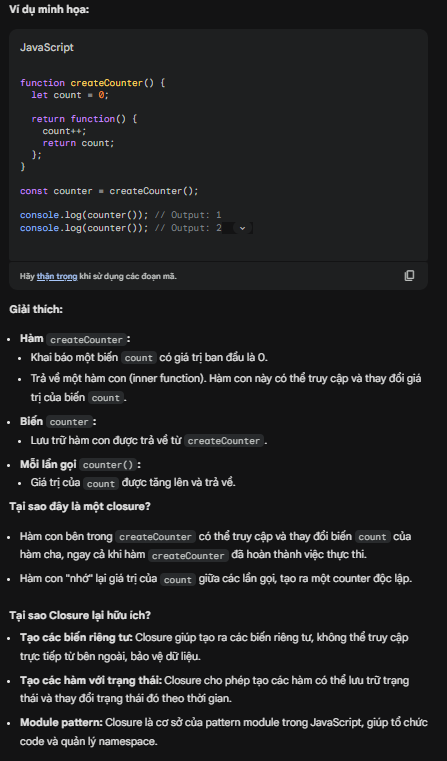 Ví dụ minh họa:
JavaScript
function createCounter() {
  let count = 0;

  return function() {
    count++;
    return count;
  };
}

const counter = createCounter();

console.log(counter()); // Output: 1
console.log(counter()); // Output: 2
Hãy thận trọng khi sử dụng các đoạn mã.
Giải thích:
• Hàm createCounter :
• Khai báo một biến count có giá trị ban đầu là 0.
• Trả về một hàm con (inner function). Hàm con này có thể truy cập và thay đổi giá
trị của biến count .
• Biến counter :
• Lưu trữ hàm con được trả về từ createCounter .
• Mỗi lần gọi counter() :
• Giá trị của count được tăng lên và trả về.
Tại sao đây là một closure?
• Hàm con bên trong createCounter có thể truy cập và thay đổi biến count của
hàm cha, ngay cả khi hàm createCounter đã hoàn thành việc thực thi.
• Hàm con "nhớ" lại giá trị của count giữa các lần gọi, tạo ra một counter độc lập.
Tại sao Closure lại hữu ích?
• Tạo các biến riêng tư: Closure giúp tạo ra các biến riêng tư, không thể truy cập
trực tiếp từ bên ngoài, bảo vệ dữ liệu.
• Tạo các hàm với trạng thái: Closure cho phép tạo các hàm có thể lưu trữ trạng
thái và thay đổi trạng thái đó theo thời gian.
• Module pattern: Closure là cơ sở của pattern module trong JavaScript, giúp tổ chức
code và quản lý namespace.